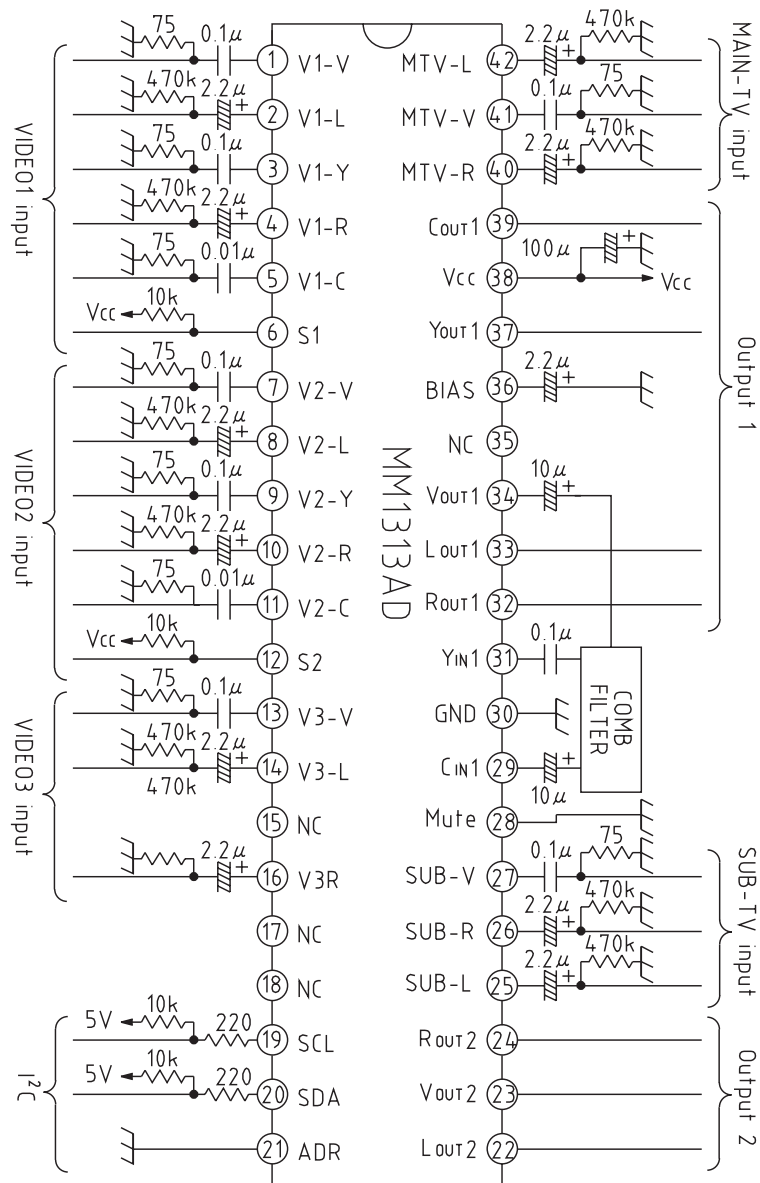 75 0.1μ
1 V1-V
470k 2.2μ +
2 V1-L
75 0.1μ
3 V1-Y
470k 2.2μ +
4 V1-R
75 0.01μ
5 V1-C
Vcc 10k
6 S1
VIDEO1 input
75 0.1μ
7 V2-V
470k 2.2μ +
8 V2-L
75 0.1μ
9 V2-Y
470k 2.2μ +
10 V2-R
75 0.01μ
11 V2-C
Vcc 10k
12 S2
VIDEO2 input
75 0.1μ
13 V3-V
470k 2.2μ +
14 V3-L
470k
15 NC
2.2μ +
16 V3R
VIDEO3 input
17 NC
18 NC
5V 10k 220
19 SCL
5V 10k 220
20 SDA
21 ADR
I²C
MM1313AD
2.2μ + 470k
MTV-L 42
0.1μ 75
MTV-V 41
2.2μ + 470k
MTV-R 40
MAIN-TV input
COUT1 39
100μ +
Vcc 38 Vcc
YOUT1 37
2.2μ +
BIAS 36
NC 35
10μ +
VOUT1 34
LOUT1 33
ROUT1 32
Output 1
0.1μ
YIN1 31
COMB
FILTER
GND 30
CIN1 29 +
10μ
Mute 28
0.1μ 75
SUB-V 27
2.2μ + 470k
SUB-R 26
2.2μ + 470k
SUB-L 25
SUB-TV input
ROUT2 24
VOUT2 23
LOUT2 22
Output 2